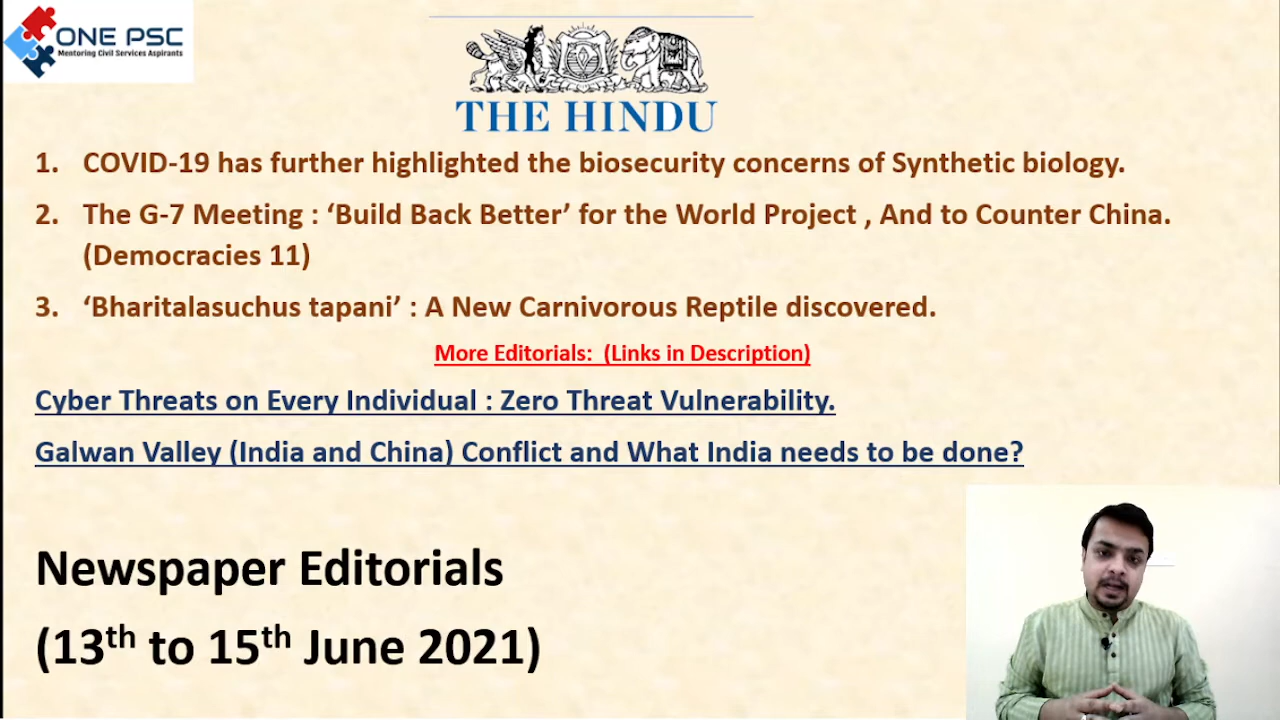 ONE PSC
Mentoring Civil Services Aspirants
THE HINDU
1. COVID-19 has further highlighted the biosecurity concerns of Synthetic biology.
2. The G-7 Meeting : ‘Build Back Better’ for the World Project , And to Counter China.
(Democracies 11)
3. ‘Bharitalasuchus tapani’ : A New Carnivorous Reptile discovered.
More Editorials: (Links in Description)
Cyber Threats on Every Individual : Zero Threat Vulnerability.
Galwan Valley (India and China) Conflict and What India needs to be done?
Newspaper Editorials
(13th to 15th June 2021)